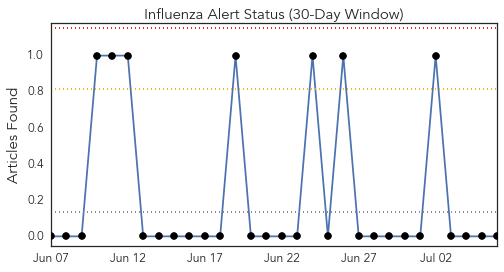 Influenza Alert Status (30-Day Window)
Articles Found
1.0
0.8
0.6
0.4
0.2
0.0
Jun 07
Jun 12
Jun 17
Jun 22
Jun 27
Jul 02